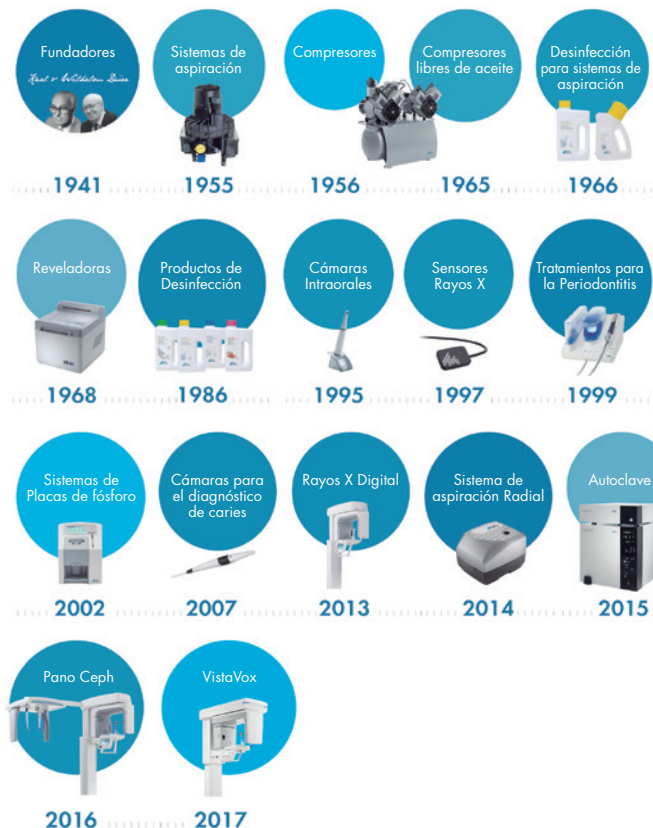 Fundadores
Karl + Wilhelm Dürr
1941
Sistemas de
aspiración
1955
Compresores
1956
Compresores
libres de aceite
1965
Desinfección
para sistemas de
aspiración
1966
Reveladoras
1968
Productos de
Desinfección
1986
Cámaras
Intraorales
1995
Sensores
Rayos X
1997
Tratamientos para
la Periodontitis
1999
Sistemas de
Placas de fósforo
2002
Cámaras para
el diagnóstico
de caries
2007
Rayos X Digital
2013
Sistema de
aspiración Radial
2014
Autoclave
2015
Pano Ceph
2016
VistaVox
2017